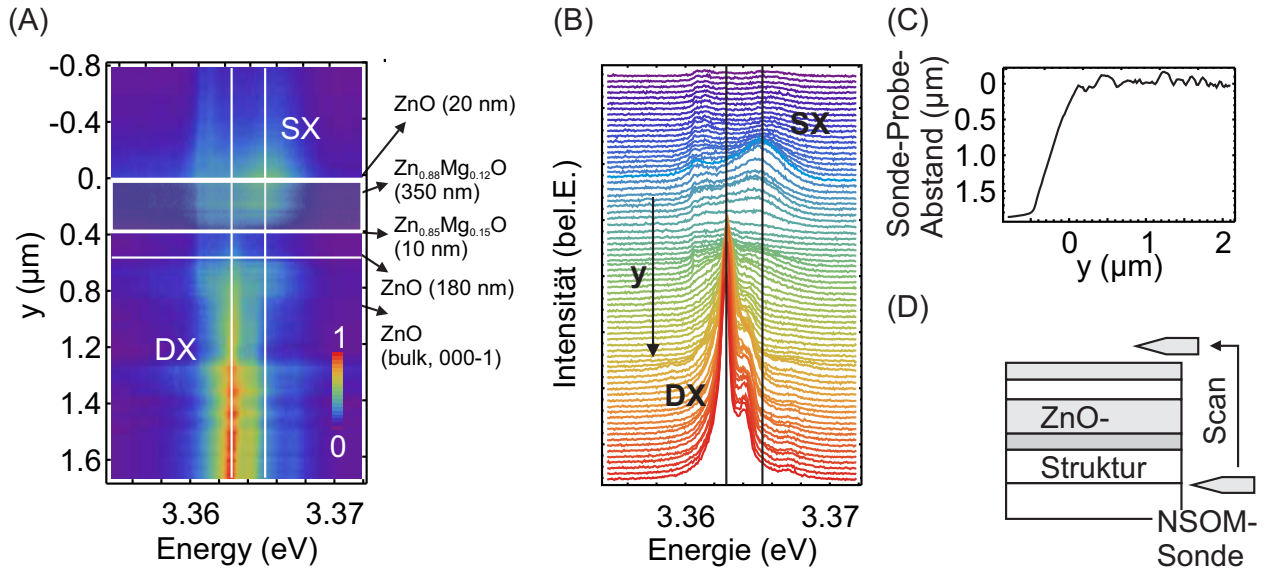 (A)
-0.8
-0.4
0.
0.4
0.8
1.2
1.6
y (µm)
SX
DX
1
0
3.36
3.37
Energy (eV)
ZnO (20 nm)
Zn0.88Mg0.12O
(350 nm)
Zn0.85Mg0.15O
(10 nm)
ZnO (180 nm)
ZnO
(bulk, 000-1)
(B)
Intensität (bel.E.)
SX
y
DX
3.36
3.37
Energie (eV)
(C)
Sonde-Probe-
Abstand (µm)
0
0.5
1.0
1.5
0
1
2
y (µm)
(D)
ZnO-
Struktur
Scan
NSOM-
Sonde